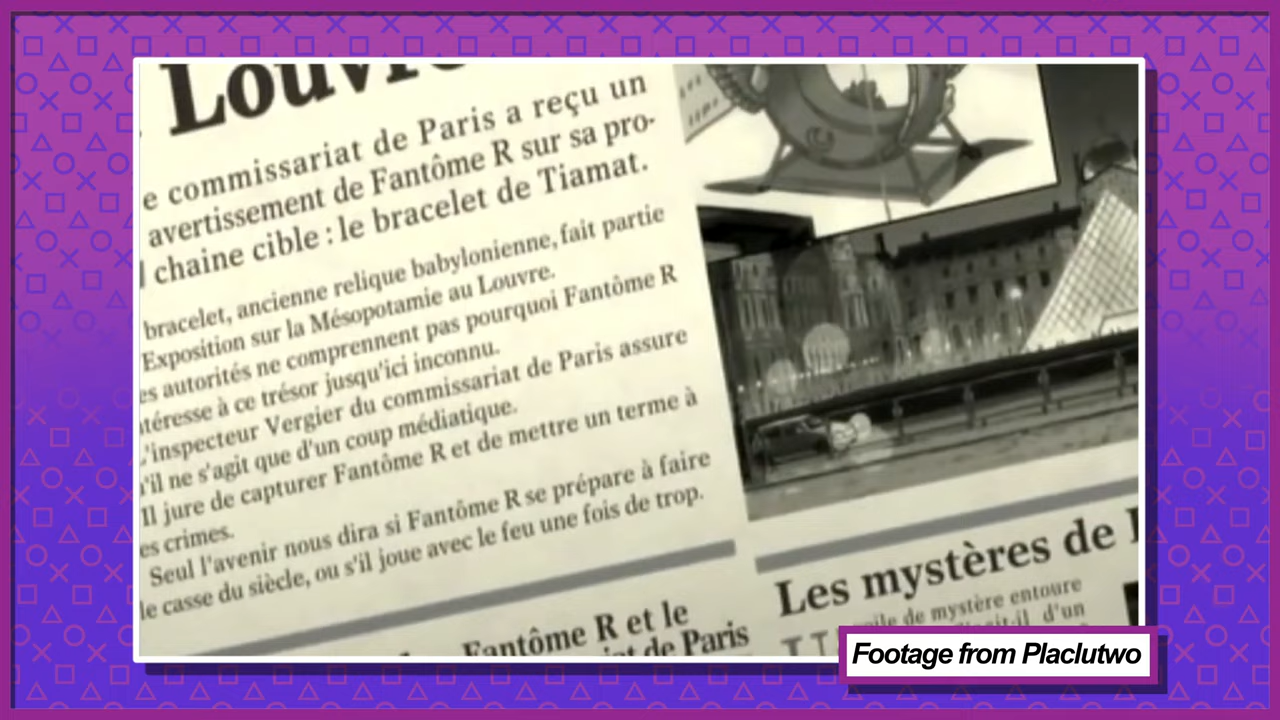 Louvre
e commissariat de Paris a reçu un
avertissement de Fantôme R sur sa pro-
chaine cible : le bracelet de Tiamat.
bracelet, ancienne relique babylonienne, fait partie
Exposition sur la Mésopotamie au Louvre.
es autorités ne comprennent pas pourquoi Fantôme R
ntéresse à ce trésor jusqu'ici inconnu.
L'inspecteur Vergier du commissariat de Paris assure
u'il ne s'agit que d'un coup médiatique.
Il jure de capturer Fantôme R et de mettre un terme à
es crimes.
Seul l'avenir nous dira si Fantôme R se prépare à faire
le casse du siècle, ou s'il joue avec le feu une fois de trop.
Fantôme R et le
de Paris
Les mystères de
de mystère entoure
d'un
Footage from Placlutwo